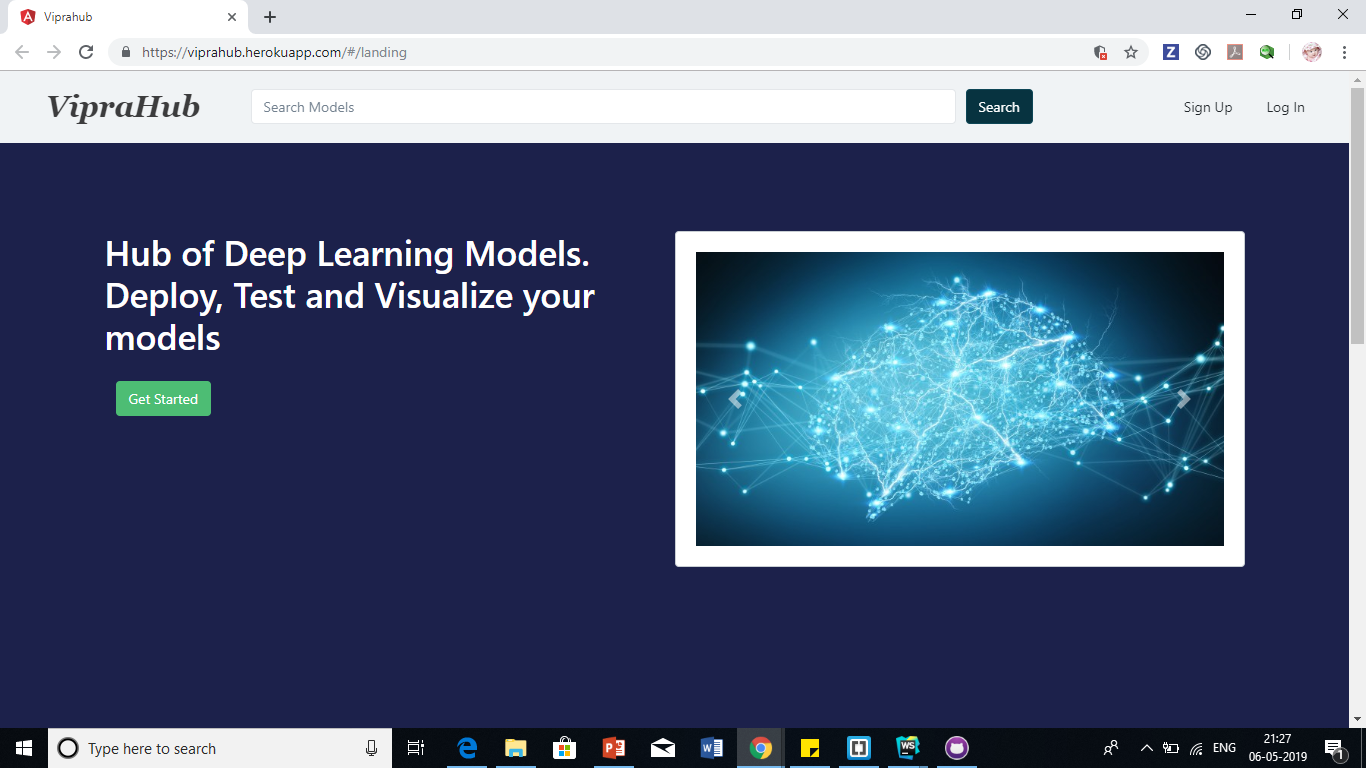 Viprahub
https://viprahub.herokuapp.com/#/landing
VipraHub
Search Models
Search
Sign Up
Log In
Hub of Deep Learning Models.
Deploy, Test and Visualize your
models
Get Started
Type here to search
ENG
21:27
06-05-2019
1